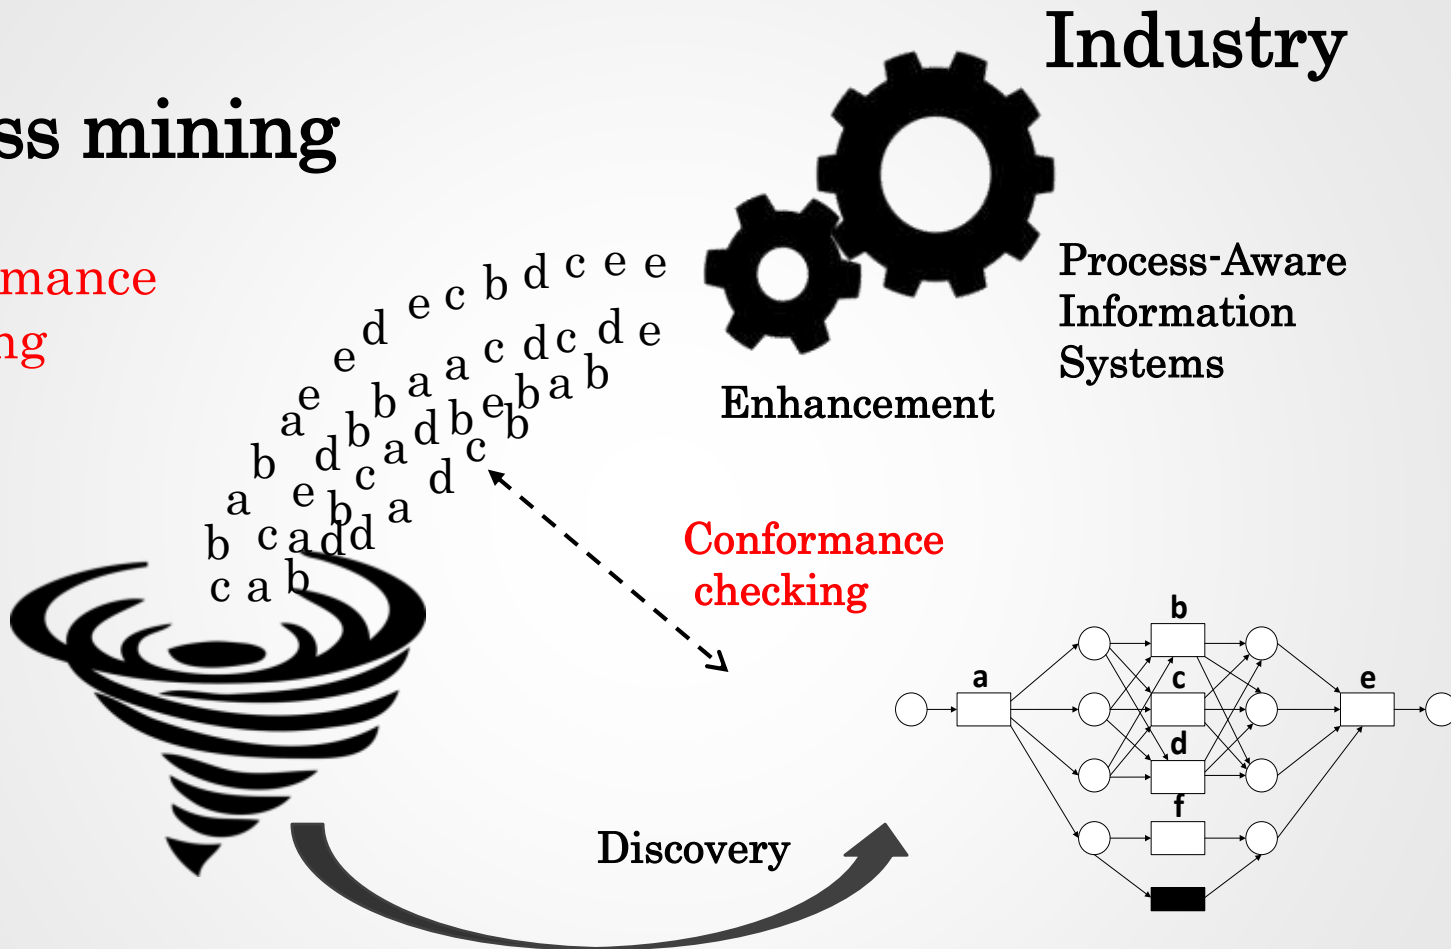 Industry
ss mining
mance
ng
Process-Aware
Information
Systems
Enhancement
e c b d c e e
e d
a e
b a a c d c d e
d b
b
a d b e b a b
e c
a
b
d c
b
a
b c a d d
c a b
Conformance
checking
b
a
c
e
d
f
Discovery